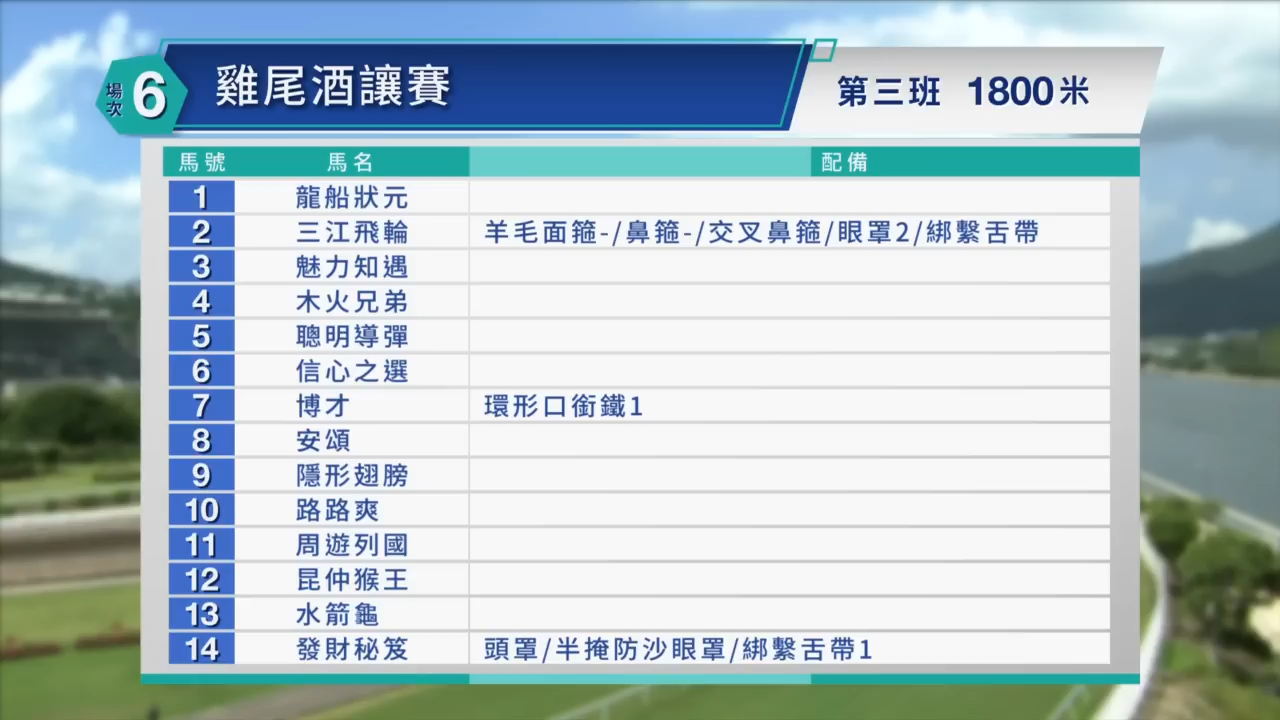 場次 6 雞尾酒讓賽 第三班 1800米
馬號 馬名 配備
1 龍船狀元
2 三江飛輪 羊毛面箍-/鼻箍-/交叉鼻箍/眼罩2/綁繫舌帶
3 魅力知遇
4 木火兄弟
5 聰明導彈
6 信心之選
7 博才 環形口銜鐵1
8 安頌
9 隱形翅膀
10 路路爽
11 周遊列國
12 昆仲猴王
13 水箭龜
14 發財秘笈 頭罩/半掩防沙眼罩/綁繫舌帶1